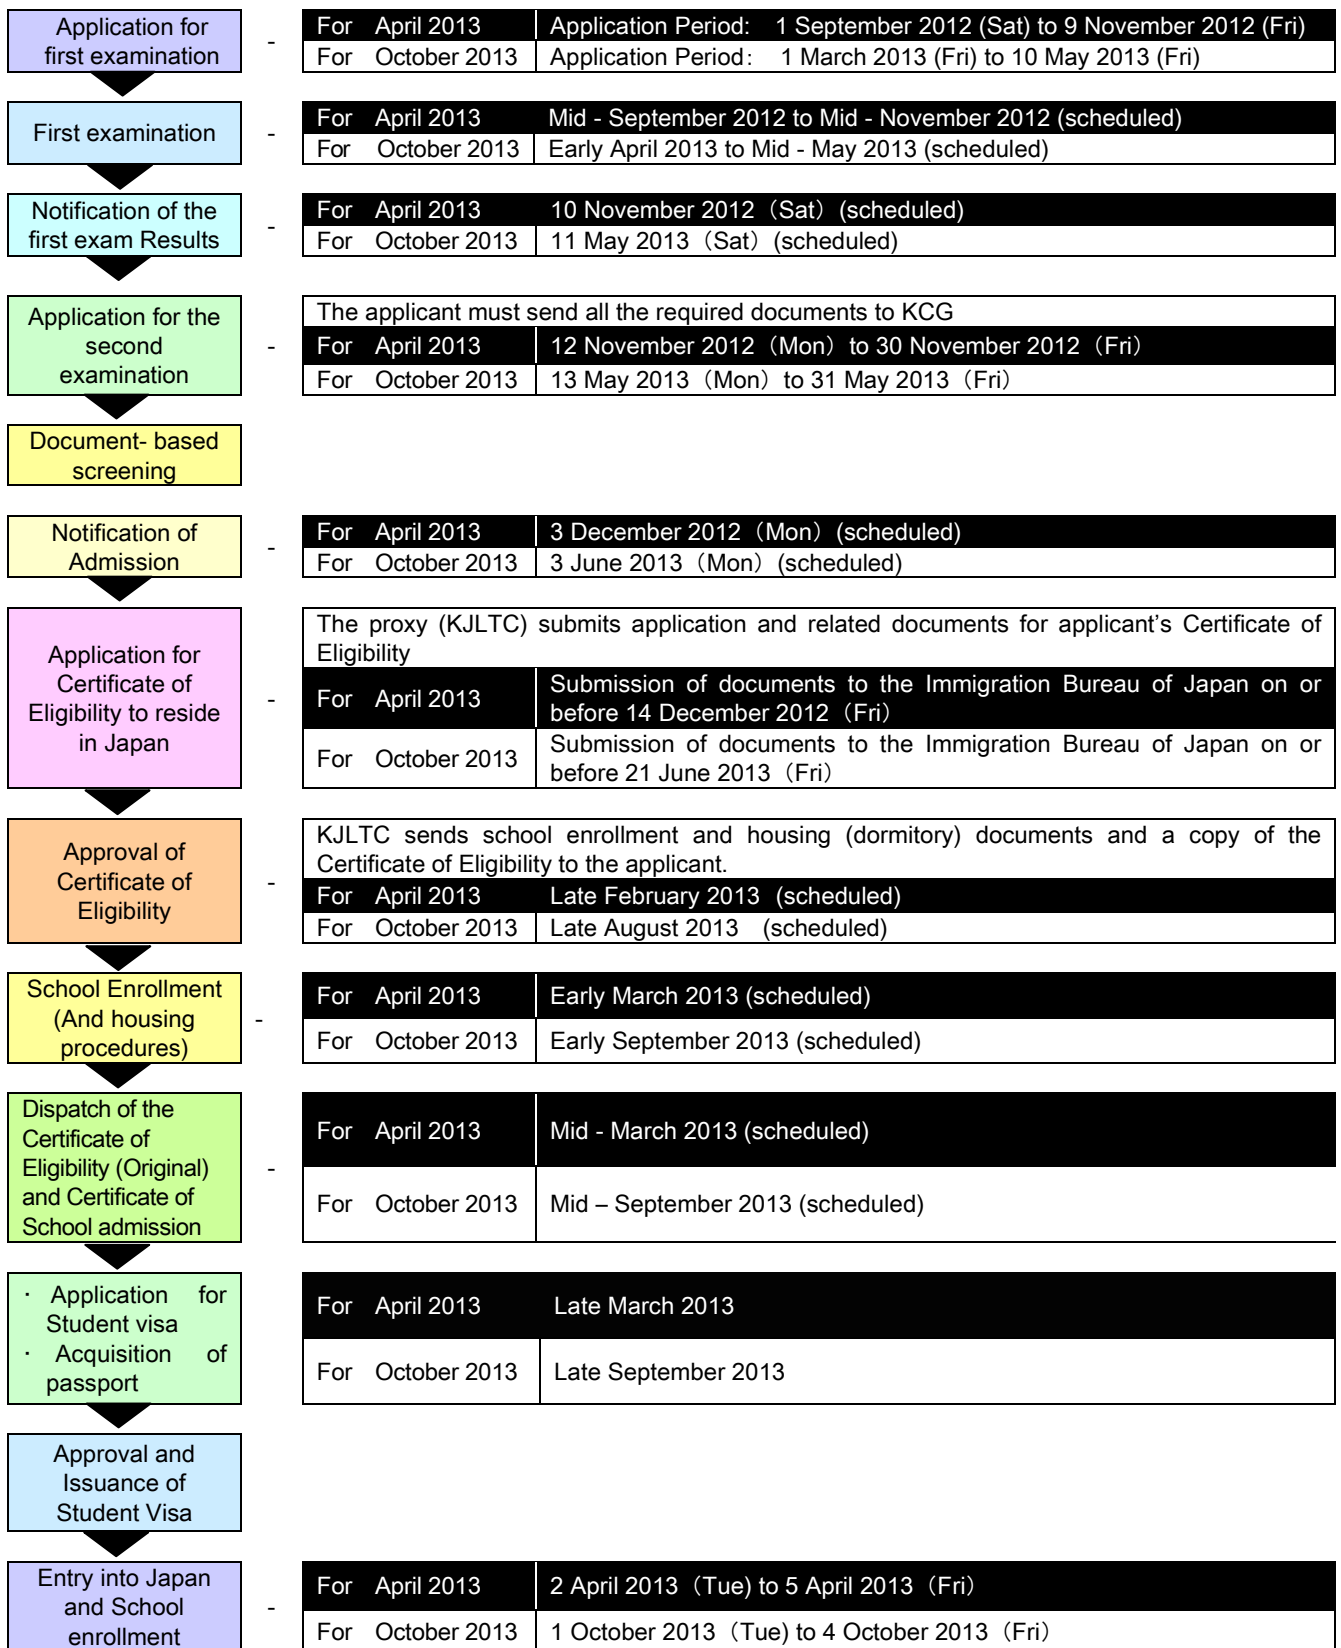 Application for
first examination
-
For April 2013 Application Period: 1 September 2012 (Sat) to 9 November 2012 (Fri)
For October 2013 Application Period： 1 March 2013 (Fri) to 10 May 2013 (Fri)
First examination
-
For April 2013 Mid - September 2012 to Mid - November 2012 (scheduled)
For October 2013 Early April 2013 to Mid - May 2013 (scheduled)
Notification of the
first exam Results
-
For April 2013 10 November 2012（Sat）(scheduled)
For October 2013 11 May 2013（Sat）(scheduled)
Application for the
second
examination
-
The applicant must send all the required documents to KCG
For April 2013 12 November 2012（Mon）to 30 November 2012（Fri）
For October 2013 13 May 2013（Mon）to 31 May 2013（Fri）
Document- based
screening
Notification of
Admission
-
For April 2013 3 December 2012（Mon）(scheduled)
For October 2013 3 June 2013（Mon）(scheduled)
Application for
Certificate of
Eligibility to reside
in Japan
-
The proxy (KJLTC) submits application and related documents for applicant's Certificate of
Eligibility
For April 2013 Submission of documents to the Immigration Bureau of Japan on or
before 14 December 2012（Fri）
For October 2013 Submission of documents to the Immigration Bureau of Japan on or
before 21 June 2013（Fri）
Approval of
Certificate of
Eligibility
-
KJLTC sends school enrollment and housing (dormitory) documents and a copy of the
Certificate of Eligibility to the applicant.
For April 2013 Late February 2013 (scheduled)
For October 2013 Late August 2013 (scheduled)
School Enrollment
(And housing
procedures)
-
For April 2013 Early March 2013 (scheduled)
For October 2013 Early September 2013 (scheduled)
Dispatch of the
Certificate of
Eligibility (Original)
and Certificate of
School admission
-
For April 2013 Mid - March 2013 (scheduled)
For October 2013 Mid – September 2013 (scheduled)
· Application for
Student visa
· Acquisition of
passport
For April 2013 Late March 2013
For October 2013 Late September 2013
Approval and
Issuance of
Student Visa
Entry into Japan
and School
enrollment
-
For April 2013 2 April 2013（Tue) to 5 April 2013（Fri）
For October 2013 1 October 2013（Tue) to 4 October 2013（Fri）